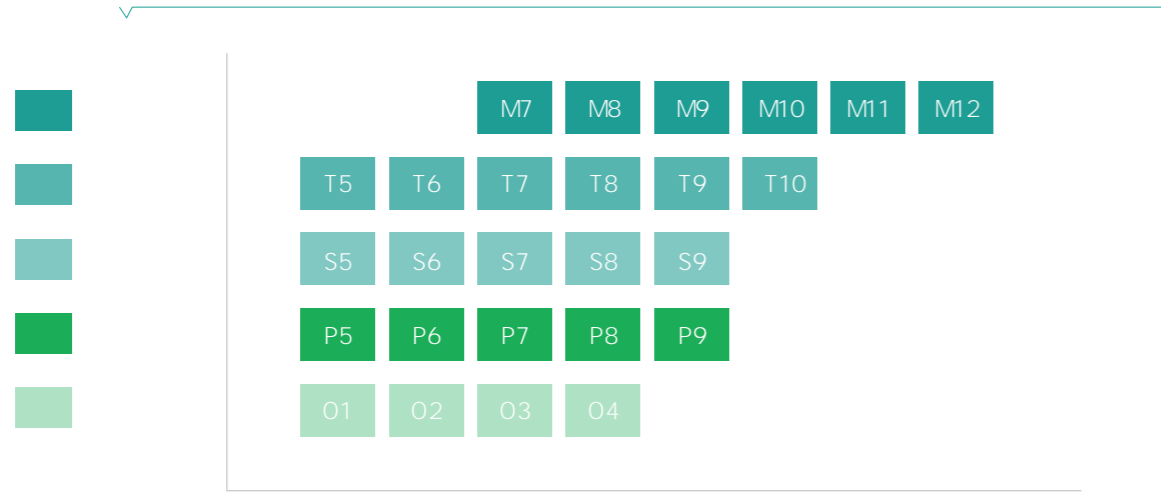 M7 M8 M9 M10 M11 M12
T5 T6 T7 T8 T9 T10
S5 S6 S7 S8 S9
P5 P6 P7 P8 P9
O1 O2 O3 O4